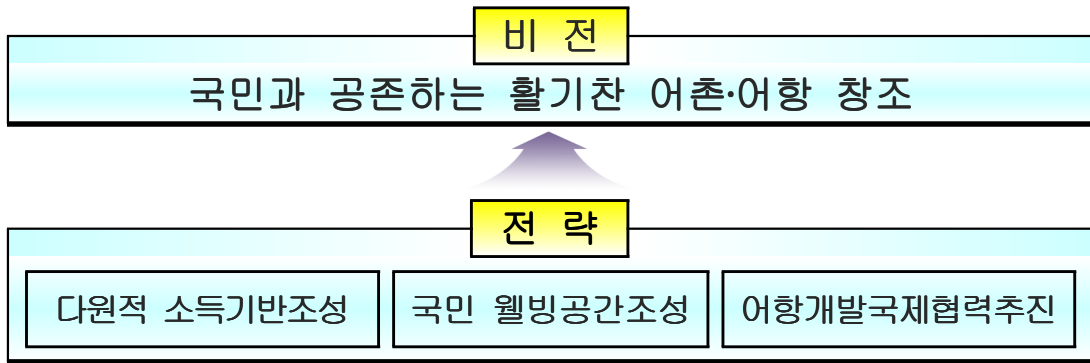 비 전
국민과 공존하는 활기찬 어촌·어항 창조
전 략
다원적 소득기반조성
국민 웰빙공간조성
어항개발국제협력추진